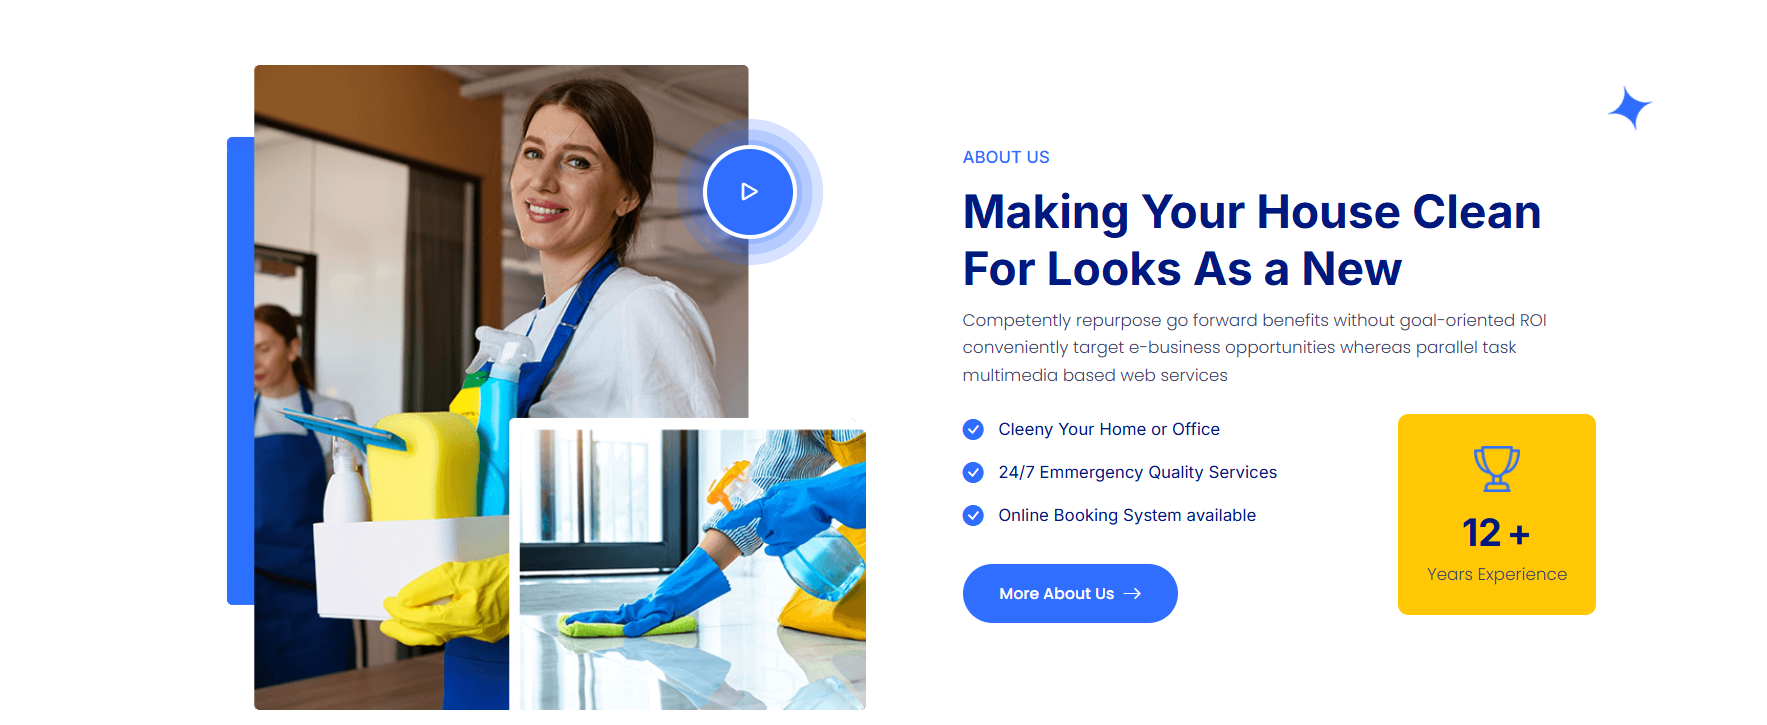 ABOUT US
Making Your House Clean
For Looks As a New
Competently repurpose go forward benefits without goal-oriented ROI
conveniently target e-business opportunities whereas parallel task
multimedia based web services
Cleeny Your Home or Office
24/7 Emmergency Quality Services
Online Booking System available
More About Us
12 +
Years Experience